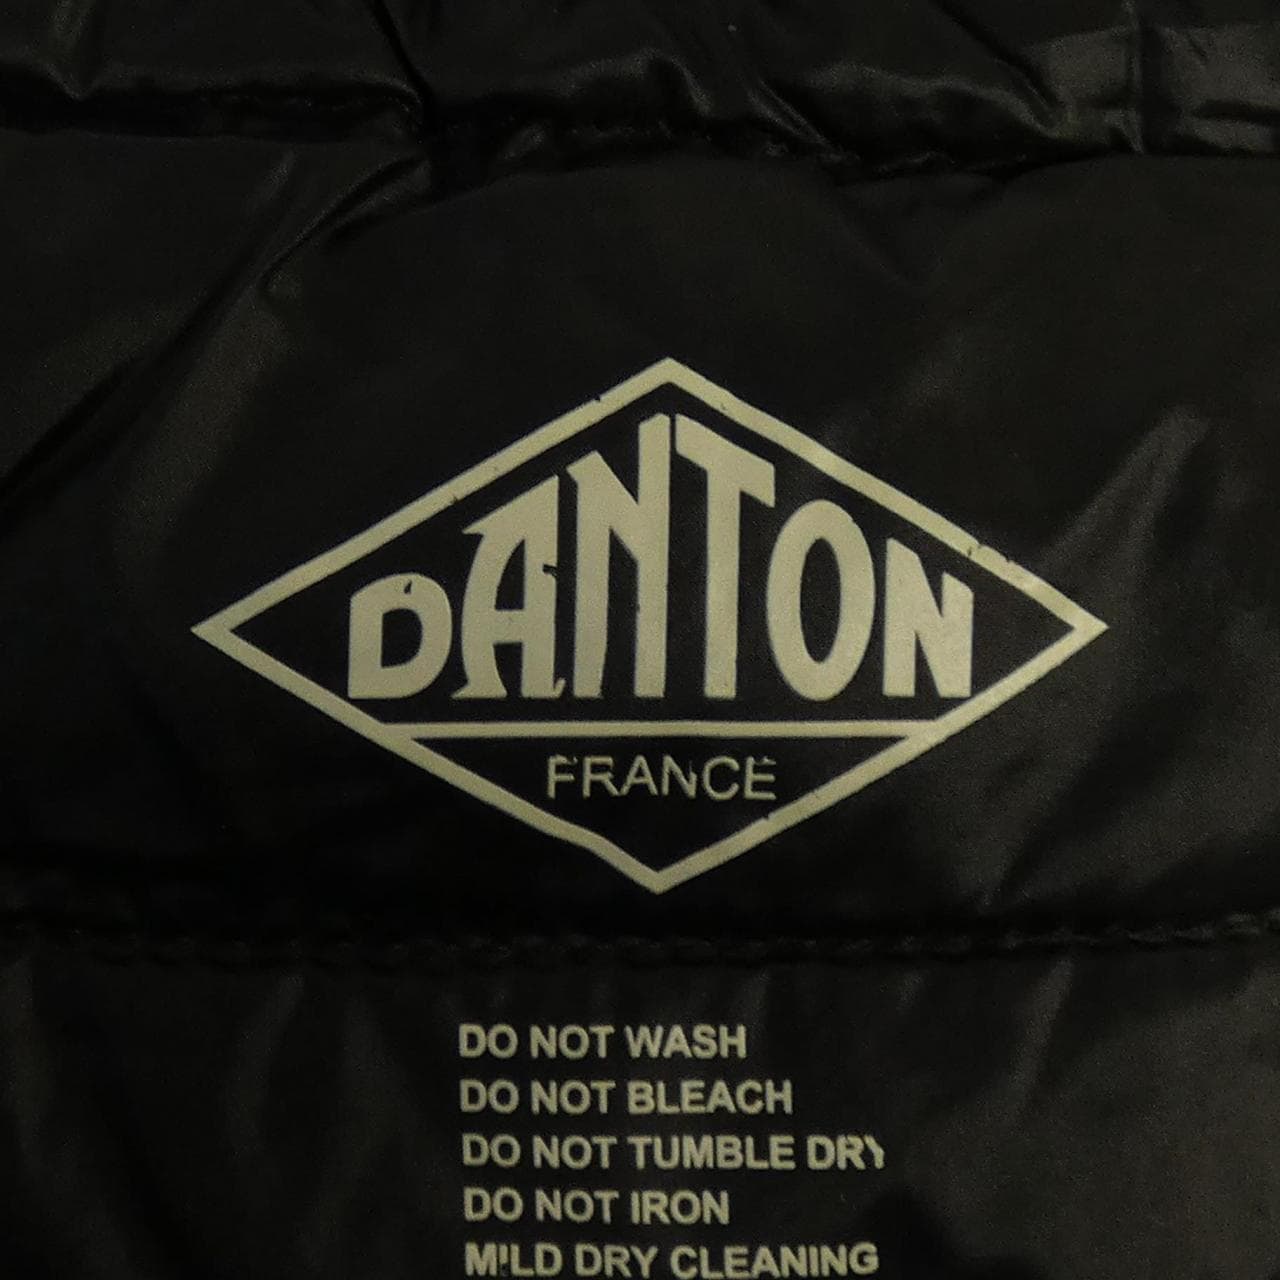 DANTON
FRANCE
DO NOT WASH
DO NOT BLEACH
DO NOT TUMBLE DRY
DO NOT IRON
MILD DRY CLEANING